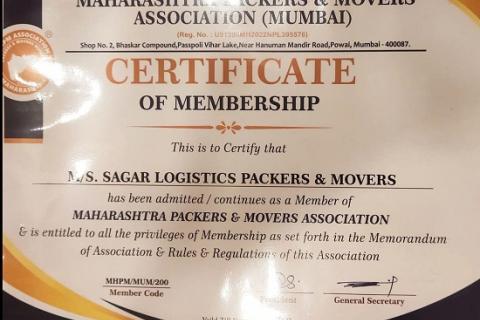 MAHARASHTRA PACKERS & MOVERS
ASSOCIATION (MUMBAI)
(Reg. No. :
Shop No. 2, Bhaskar Compound,Passpoli Vihar Lake,Near Hanuman Mandir Road,Powai, Mumbai - 400087.
CERTIFICATE
OF MEMBERSHIP
This is to Certify that
M/S. SAGAR LOGISTICS PACKERS & MOVERS
has been admitted / continues as a Member of
MAHARASHTRA PACKERS & MOVERS ASSOCIATION
& is entitled to all the privileges of Membership as set forth in the Memorandum
of Association & Rules & Regulations of this Association
MHPM/MUM/200
Member Code
President
General Secretary